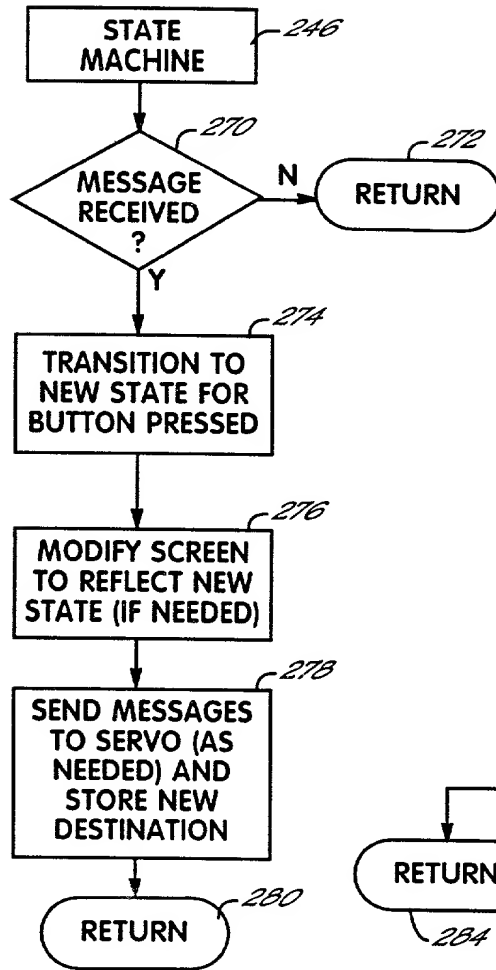 STATE
MACHINE
246
MESSAGE
RECEIVED
?
270
N
RETURN
272
Y
TRANSITION TO
NEW STATE FOR
BUTTON PRESSED
274
MODIFY SCREEN
TO REFLECT NEW
STATE (IF NEEDED)
276
SEND MESSAGES
TO SERVO (AS
NEEDED) AND
STORE NEW
DESTINATION
278
RETURN
280
RETURN
284